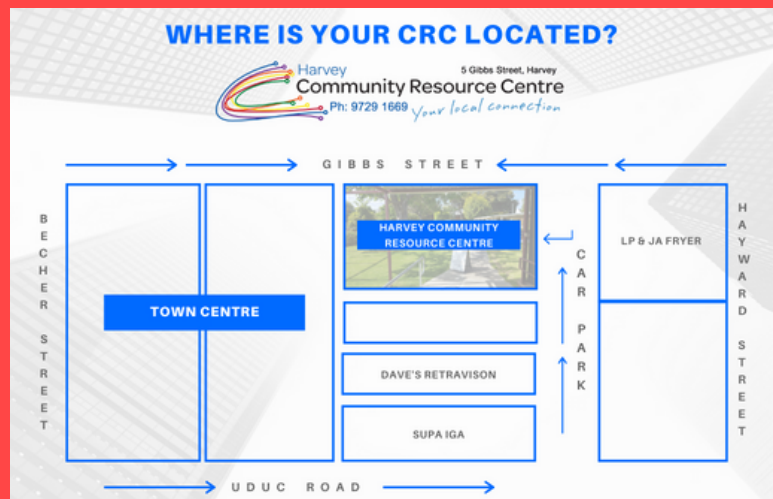 WHERE IS YOUR CRC LOCATED?
Harvey
5 Gibbs Street, Harvey
Community Resource Centre
Ph: 9729 1669
Your local connection
GIBBS STREET
BECHER STREET
HARVEY COMMUNITY
RESOURCE CENTRE
LP & JA FRYER
HAYWARD STREET
CAR PARK
TOWN CENTRE
DAVE'S RETRAVISON
SUPA IGA
UDUC ROAD